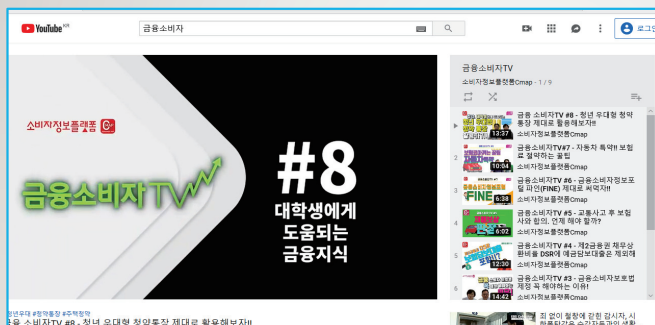 YouTube KR
금융소비자
로그인
소비자정보플랫폼
금융소비자TV
#8
대학생에게
도움되는
금융지식
금융소비자TV
소비자정보플랫폼Cmap - 1 / 9
13:37
금융 소비자TV #8 - 청년 우대형 청약
통장 제대로 활용해보자!!
소비자정보플랫폼Cmap
2
10:04
금융소비자TV#7 - 자동차 특약!! 보험
료 절약하는 꿀팁
소비자정보플랫폼Cmap
3
6:38
금융소비자TV #6 - 금융소비자정보포
털 파인(FINE) 제대로 써먹자!!
소비자정보플랫폼Cmap
4
6:02
금융소비자TV #5 - 교통사고 후 보험
사와 합의. 언제 해야 할까?
소비자정보플랫폼Cmap
5
12:30
금융소비자TV #4 - 제2금융권 채무상
환비율 DSR에 예금담보대출은 제외해
소비자정보플랫폼Cmap
6
14:42
금융소비자TV #3 - 금융소비자보호법
제정 꼭 해야하는 이유!
소비자정보플랫폼Cmap
청년우대 #청약통장 #주택청약
금융 소비자TV #8 - 청년 우대형 청약통장 제대로 활용해보자!!
죄 없이 철창에 갇힌 감시자, 시